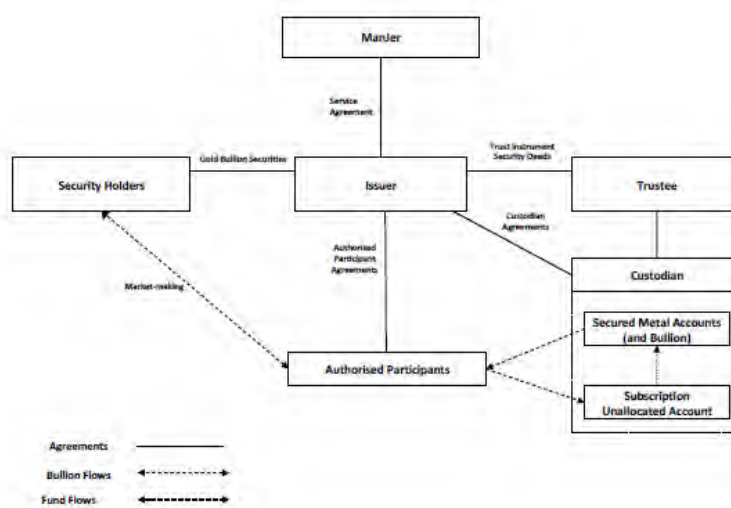 ManJer
Service
Agreement
Gold Bullion Securities
Trust Instrument
Security Deeds
Security Holders
Issuer
Trustee
Custodian
Agreements
Authorised
Participant
Agreements
Custodian
Market-making
Secured Metal Accounts
(and Bullion)
Authorised Participants
Subscription
Unallocated Account
Agreements
Bullion Flows
Fund Flows